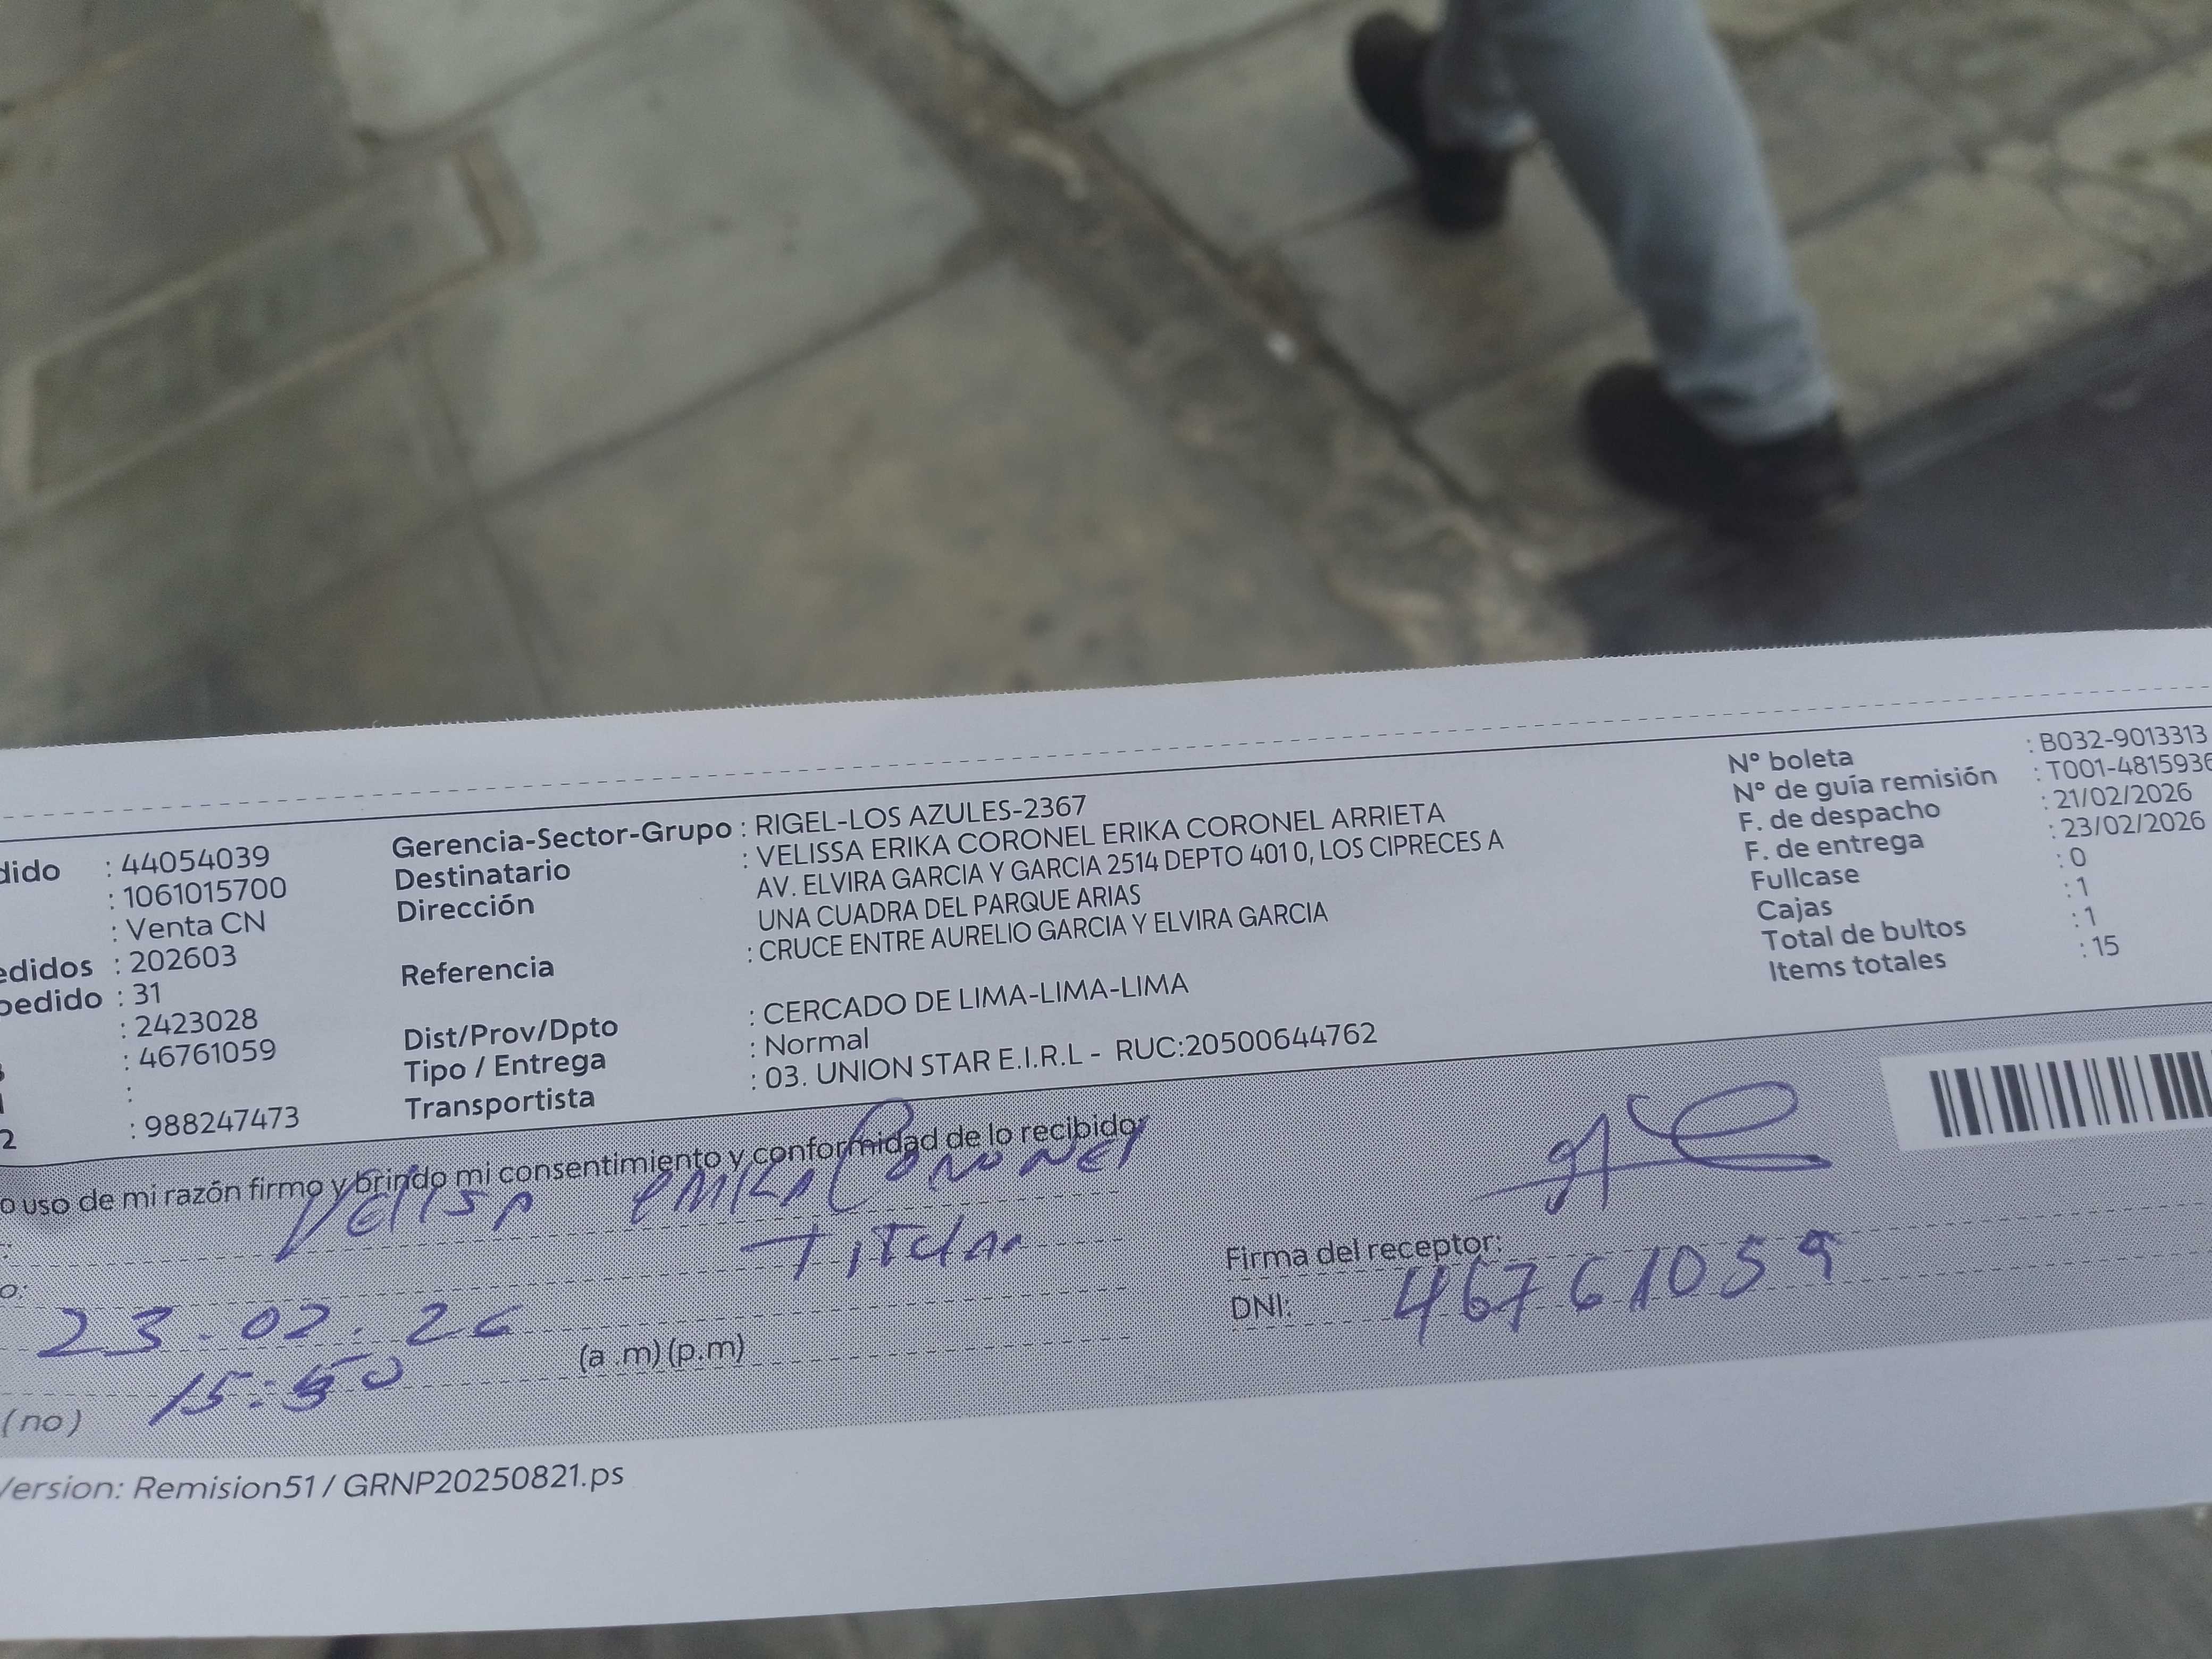 dido : 44054039
: 1061015700
: Venta CN
edidos : 202603
pedido : 31
: 2423028
: 46761059
:
2 : 988247473
Gerencia-Sector-Grupo : RIGEL-LOS AZULES-2367
Destinatario : VELISSA ERIKA CORONEL ERIKA CORONEL ARRIETA
Dirección AV. ELVIRA GARCIA Y GARCIA 2514 DEPTO 401 0, LOS CIPRECES A
UNA CUADRA DEL PARQUE ARIAS
Referencia : CRUCE ENTRE AURELIO GARCIA Y ELVIRA GARCIA
Dist/Prov/Dpto : CERCADO DE LIMA-LIMA-LIMA
Tipo / Entrega : Normal
Transportista : 03. UNION STAR E.I.R.L - RUC:20500644762
N° boleta : B032-9013313
N° de guía remisión : T001-4815936
F. de despacho : 21/02/2026
F. de entrega : 23/02/2026
Fullcase : 0
Cajas : 1
Total de bultos : 1
Items totales : 15
o uso de mi razón firmo y brindo mi consentimiento y conformidad de lo recibido:
Velisa erika Coronel
Titular
o:
23.02.26
15:50 (a .m) (p.m)
(no)
Firma del receptor:
DNI: 46761059
Version: Remision51 / GRNP20250821.ps